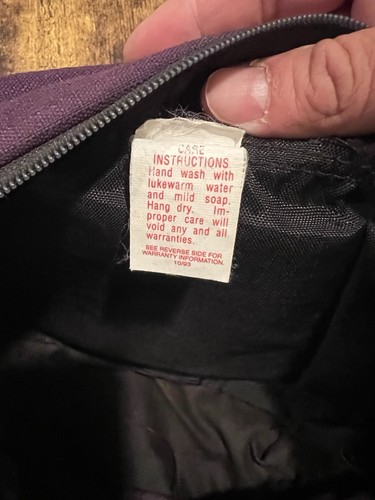 CARE
INSTRUCTIONS
Hand wash with
lukewarm water
and mild soap.
Hang dry. Im-
proper care will
void any and all
warranties.
SEE REVERSE SIDE FOR
WARRANTY INFORMATION.
10/93